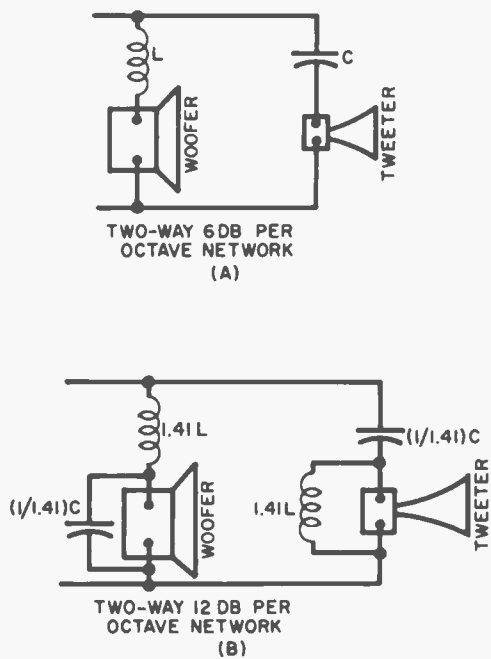 L
WOOFER
C
TWEETER
TWO-WAY 6DB PER
OCTAVE NETWORK
(A)
1.41L
(1/1.41)C
WOOFER
(1/1.41)C
1.41L
TWEETER
TWO-WAY 12 DB PER
OCTAVE NETWORK
(B)